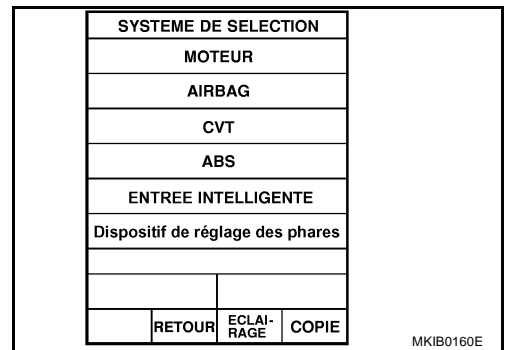 SYSTEME DE SELECTION
MOTEUR
AIRBAG
CVT
ABS
ENTREE INTELLIGENTE
Dispositif de réglage des phares
RETOUR
ECLAI-
RAGE
COPIE
MKIB0160E